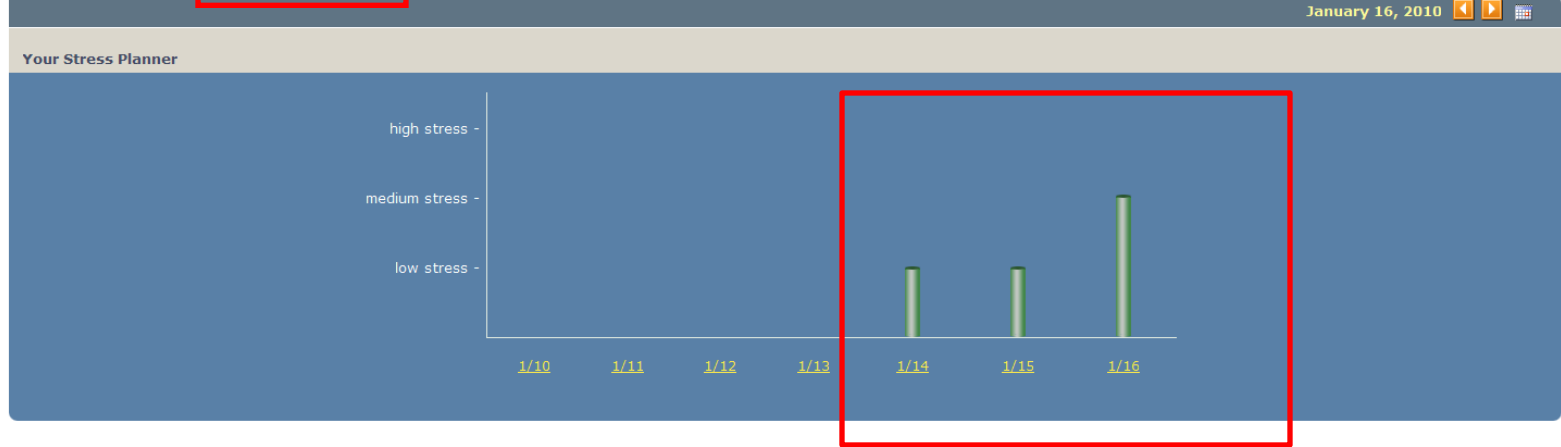 January 16, 2010
Your Stress Planner
high stress -
medium stress -
low stress -
1/10 1/11 1/12 1/13 1/14 1/15 1/16